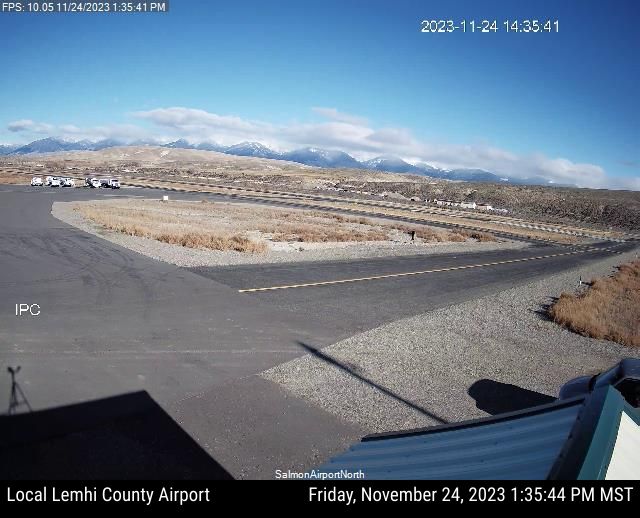 FPS: 10.05 11/24/2023 1:35:41 PM
2023-11-24 14:35:41
IPC
SalmonAirportNorth
Local Lemhi County Airport Friday, November 24, 2023 1:35:44 PM MST